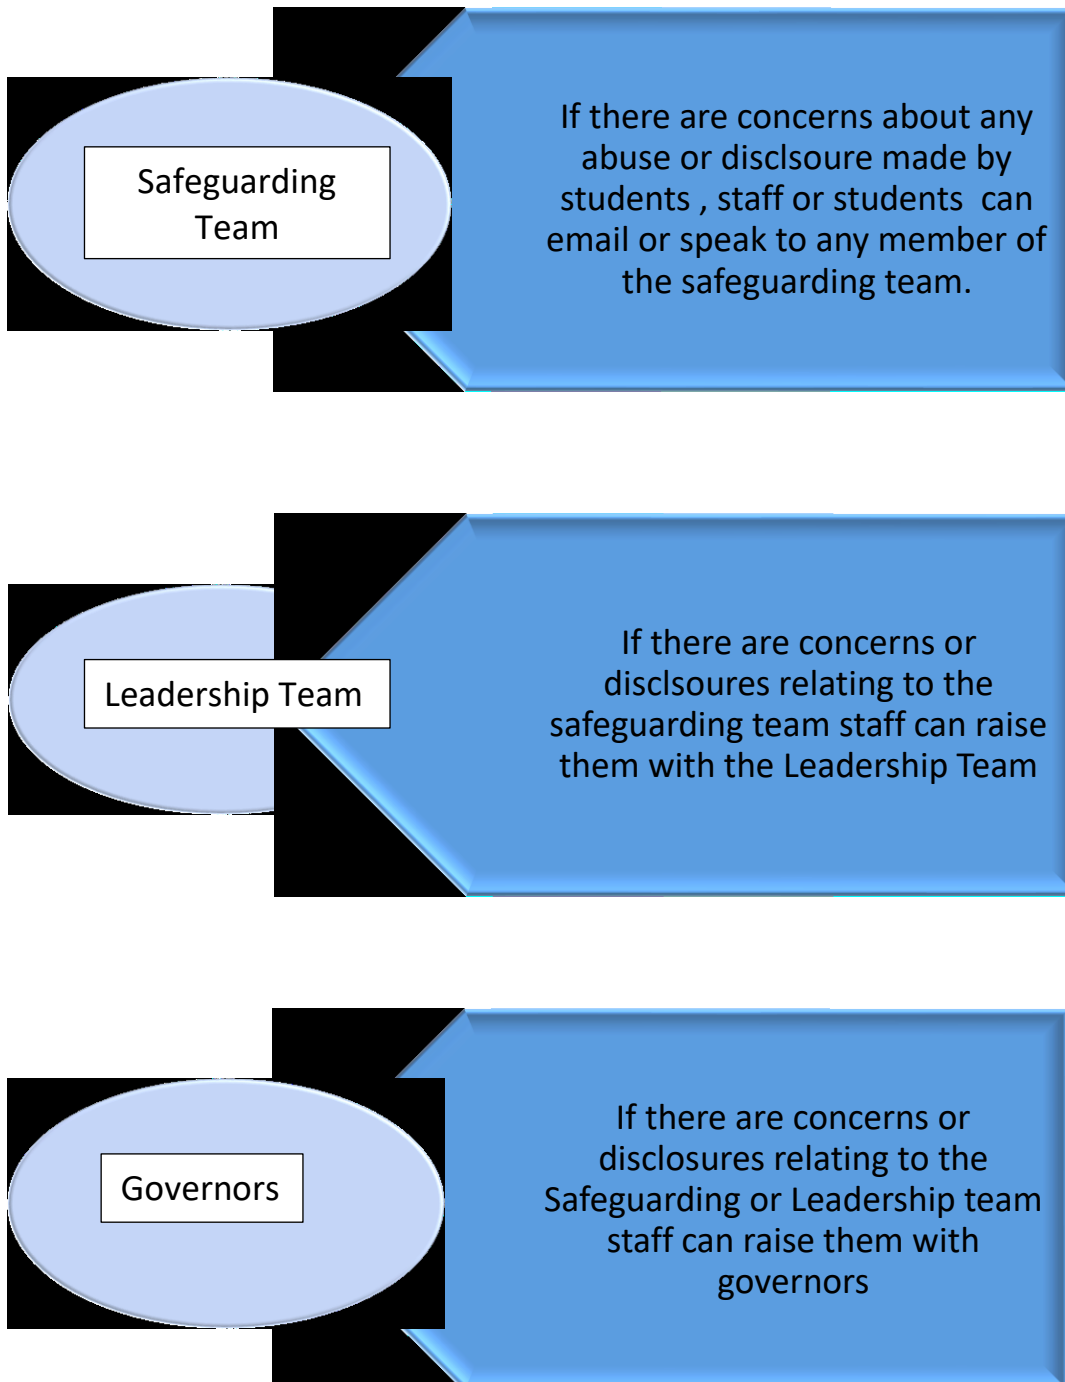 Safeguarding
Team
If there are concerns about any
abuse or disclsoure made by
students , staff or students  can
email or speak to any member of
the safeguarding team.
Leadership Team
If there are concerns or
disclsoures relating to the
safeguarding team staff can raise
them with the Leadership Team
Governors
If there are concerns or
disclosures relating to the
Safeguarding or Leadership team
staff can raise them with
governors